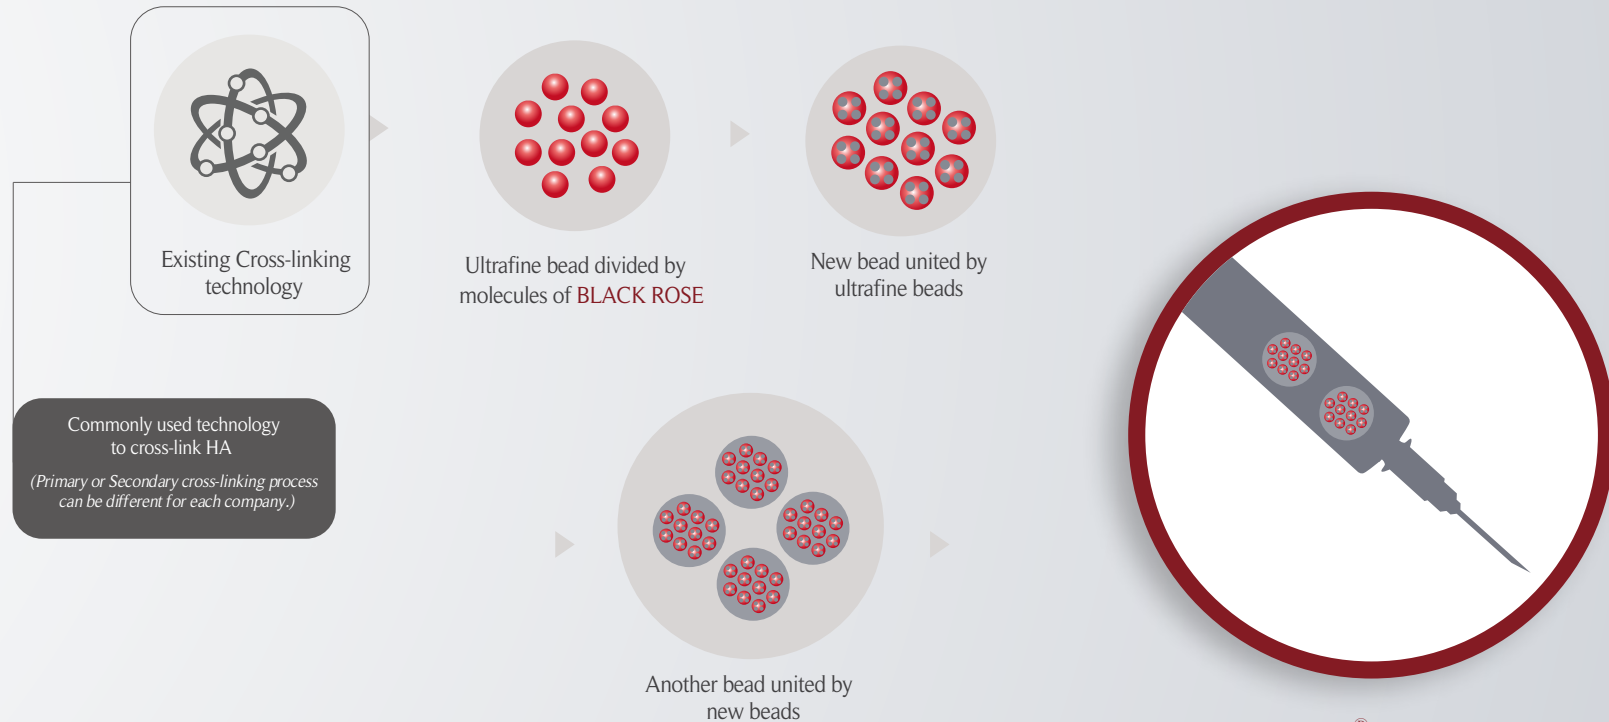 Existing Cross-linking
technology
Ultrafine bead divided by
molecules of BLACK ROSE
New bead united by
ultrafine beads
Commonly used technology
to cross-link HA
(Primary or Secondary cross-linking process
can be different for each company.)
Another bead united by
new beads
®